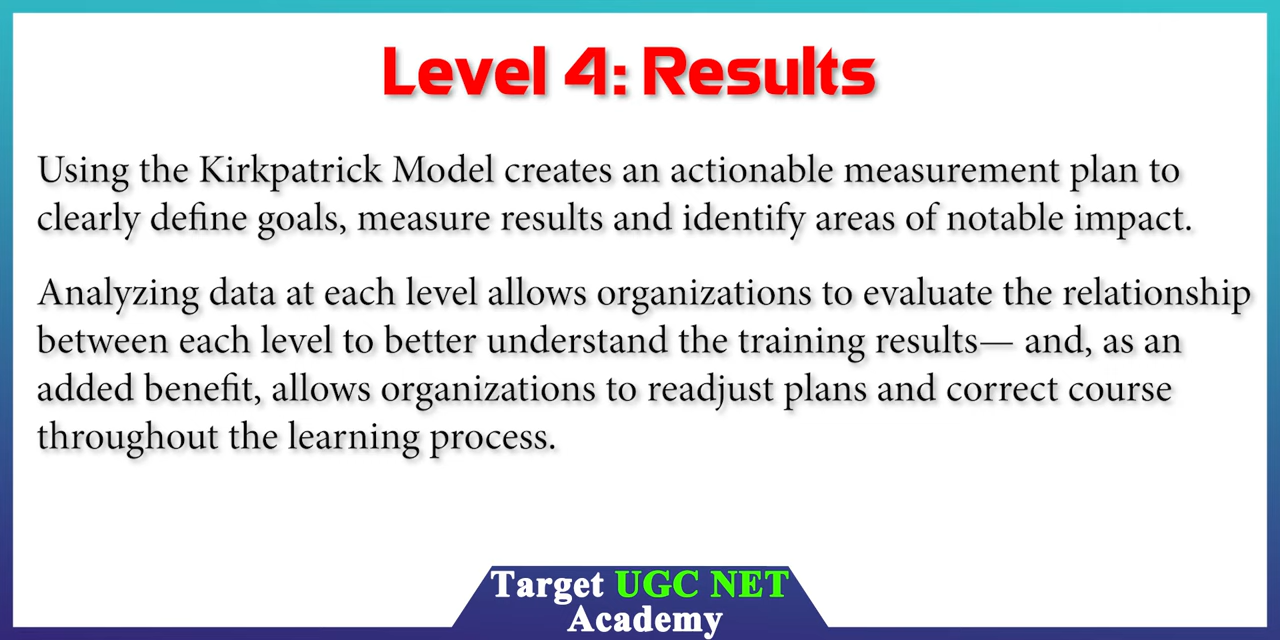 Level 4: Results
Using the Kirkpatrick Model creates an actionable measurement plan to
clearly define goals, measure results and identify areas of notable impact.
Analyzing data at each level allows organizations to evaluate the relationship
between each level to better understand the training results— and, as an
added benefit, allows organizations to readjust plans and correct course
throughout the learning process.
Target UGC NET
Academy